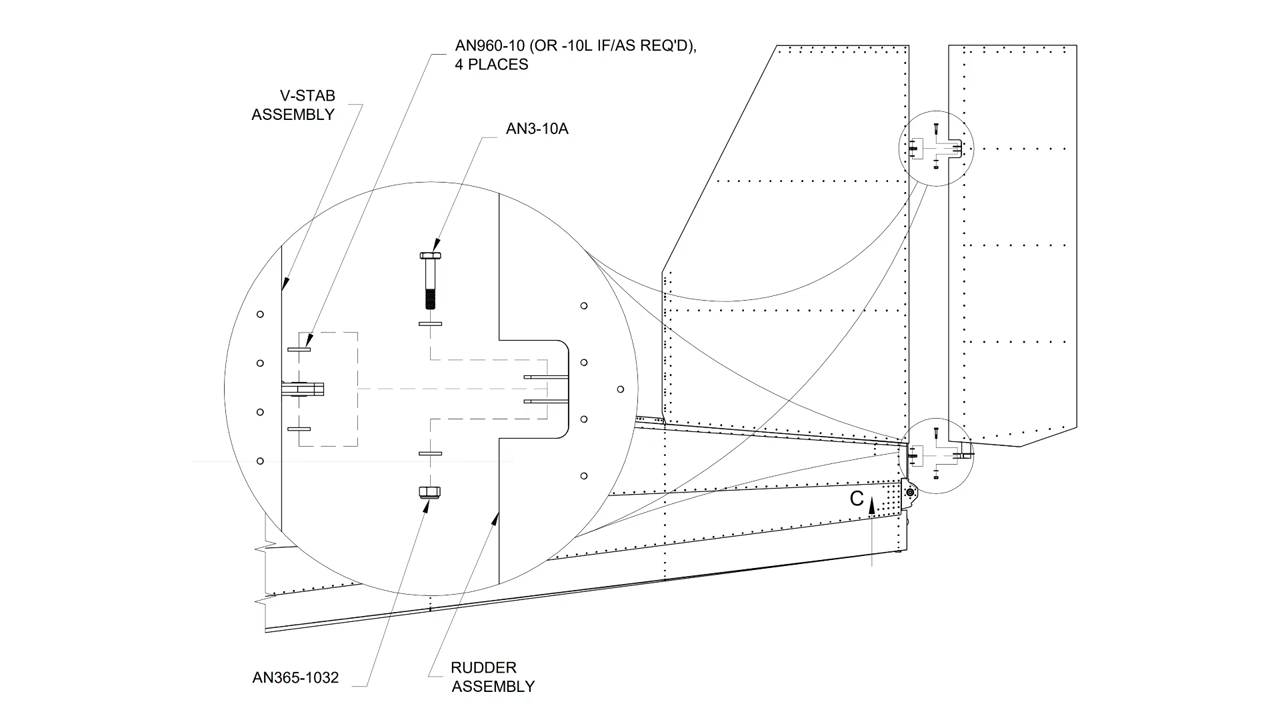 AN960-10 (OR -10L IF/AS REQ'D),
4 PLACES
V-STAB
ASSEMBLY
AN3-10A
C
AN365-1032
RUDDER
ASSEMBLY